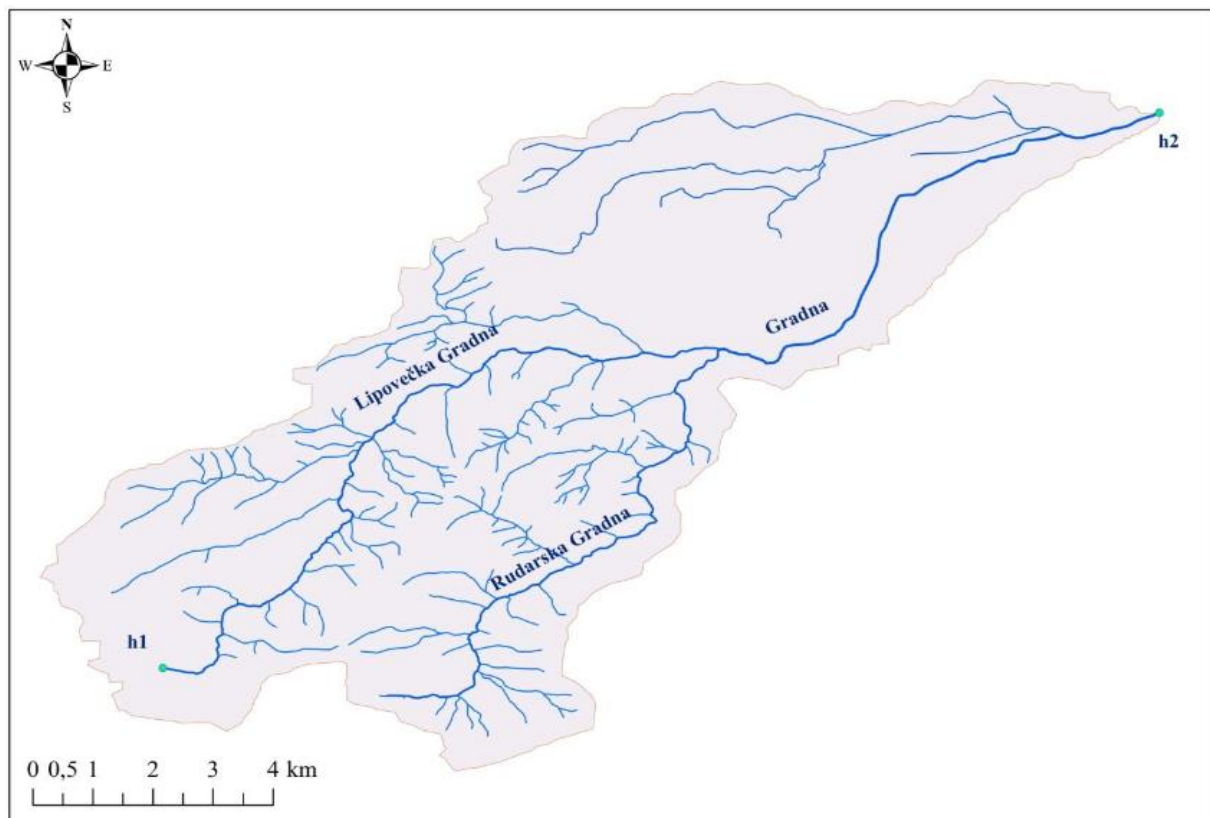 N
W E
S
h2
Gradna
Lipovečka Gradna
Rudarska Gradna
h1
0 0,5 1 2 3 4 km